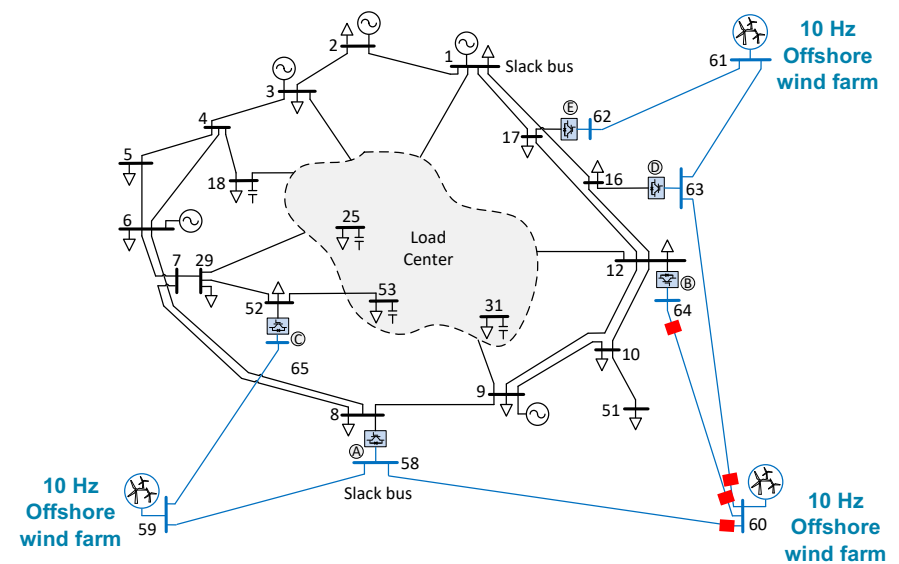 2
1
Slack bus
10 Hz
Offshore
wind farm
61
3
E
62
4
17
5
18
D
16
63
25
Load
Center
6
7
29
12
B
64
53
52
31
C
65
10
9
51
8
A
58
Slack bus
10 Hz
Offshore
wind farm
59
60
10 Hz
Offshore
wind farm